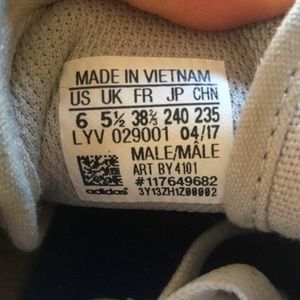 MADE IN VIETNAM
US UK FR JP CHN
6 5½ 38⅔ 240 235
LYV 029001 04/17
MALE/MÂLE
ART BY4101
#117649682
adidas 3Y13ZH1Z00002